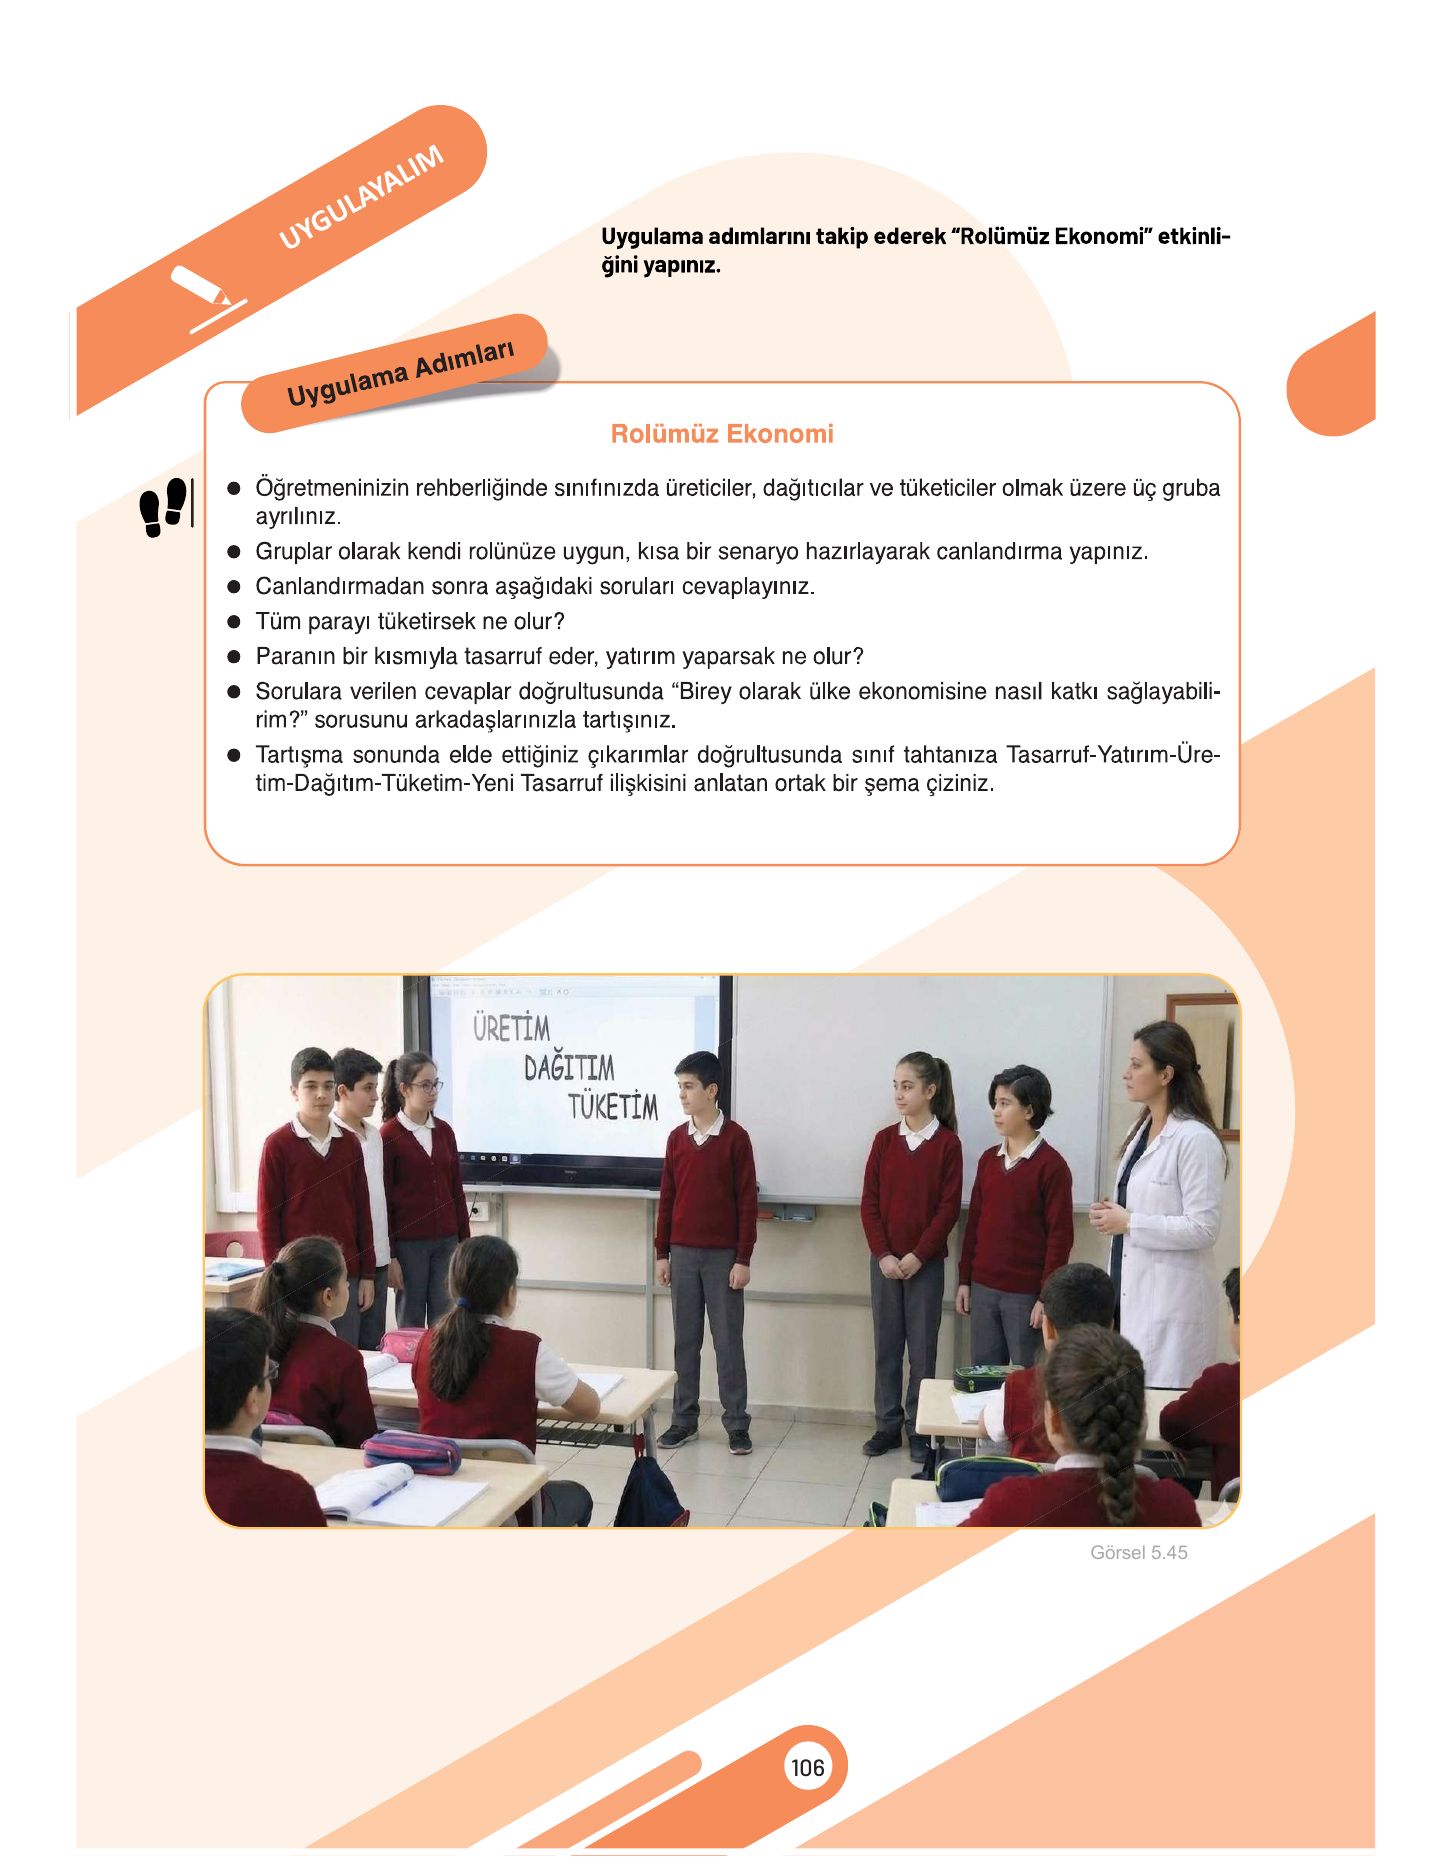 UYGULAYALIM
Uygulama adımlarını takip ederek “Rolümüz Ekonomi” etkinli-
ğini yapınız.
Uygulama Adımları
Rolümüz Ekonomi
● Öğretmeninizin rehberliğinde sınıfınızda üreticiler, dağıtıcılar ve tüketiciler olmak üzere üç gruba
ayrılınız.
● Gruplar olarak kendi rolünüze uygun, kısa bir senaryo hazırlayarak canlandırma yapınız.
● Canlandırmadan sonra aşağıdaki soruları cevaplayınız.
● Tüm parayı tüketirsek ne olur?
● Paranın bir kısmıyla tasarruf eder, yatırım yaparsak ne olur?
● Sorulara verilen cevaplar doğrultusunda “Birey olarak ülke ekonomisine nasıl katkı sağlayabili-
rim?” sorusunu arkadaşlarınızla tartışınız.
● Tartışma sonunda elde ettiğiniz çıkarımlar doğrultusunda sınıf tahtanıza Tasarruf-Yatırım-Üre-
tim-Dağıtım-Tüketim-Yeni Tasarruf ilişkisini anlatan ortak bir şema çiziniz.
ÜRETİM
DAĞITIM
TÜKETİM
Görsel 5.45
106